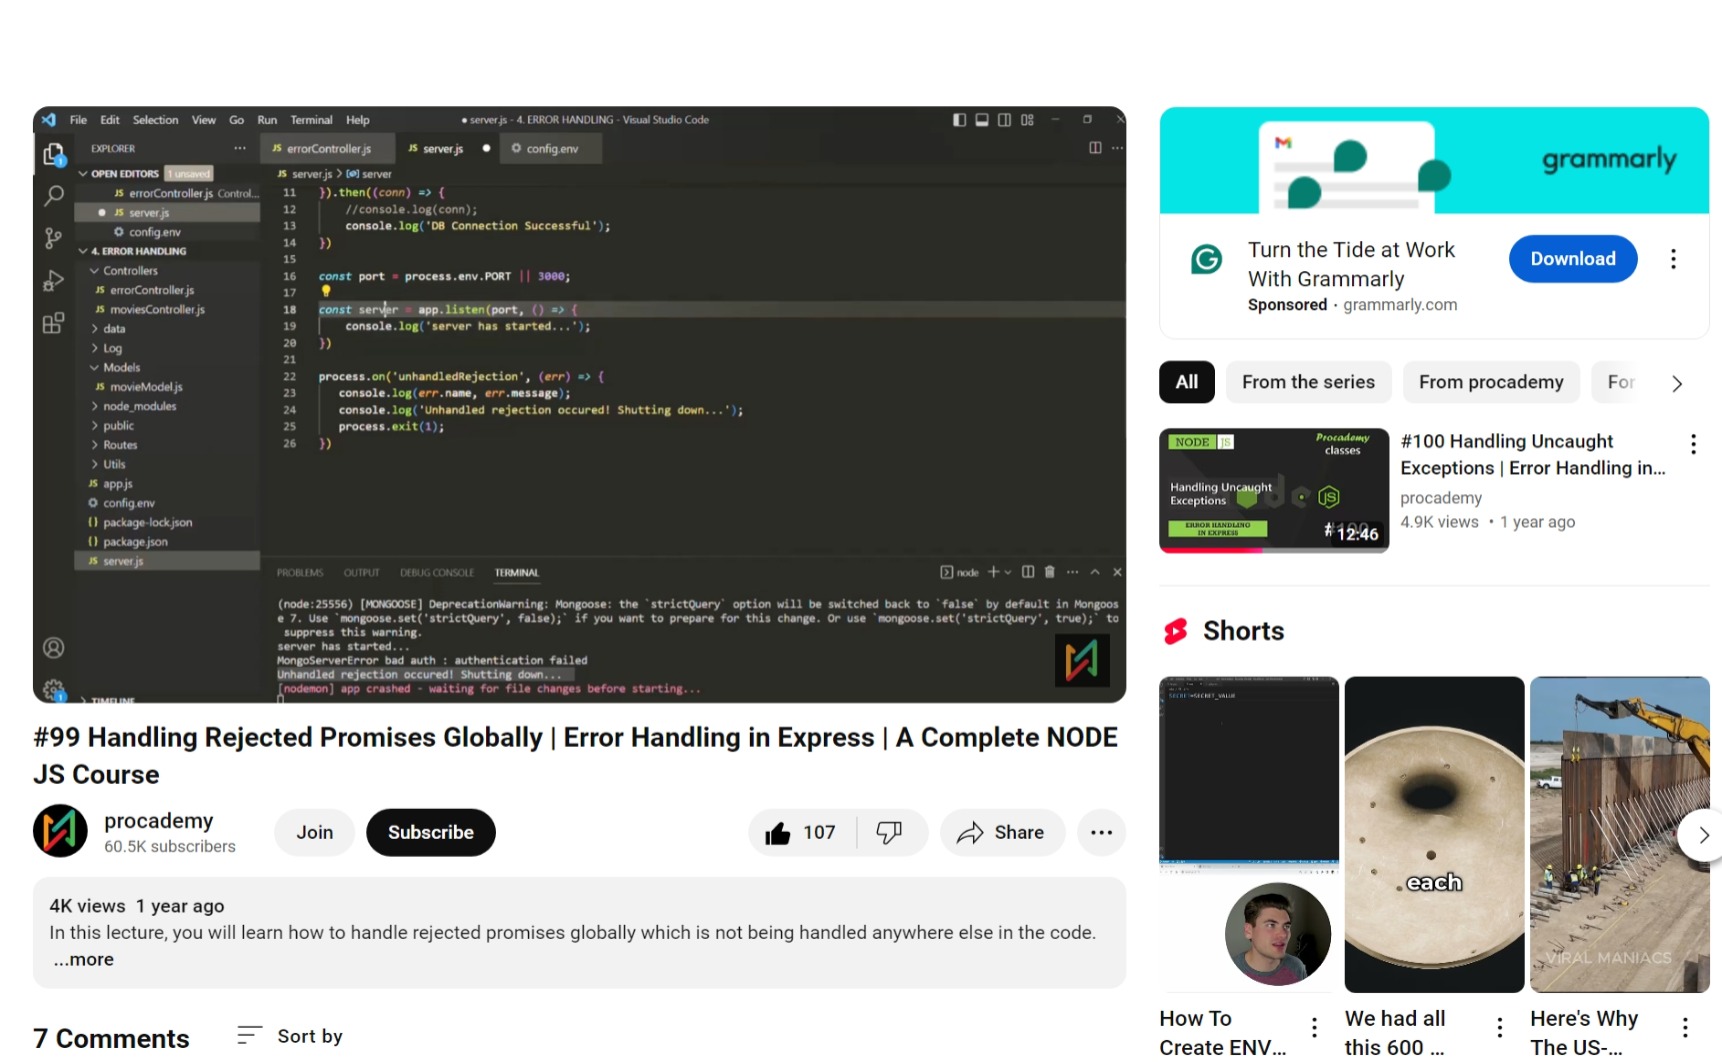 File Edit Selection View Go Run Terminal Help
● server.js - 4. ERROR HANDLING - Visual Studio Code
EXPLORER ···
JS errorController.js
JS server.js ●
config.env
OPEN EDITORS 1 unsaved
JS errorController.js Control...
● JS server.js
config.env
4. ERROR HANDLING
Controllers
JS errorController.js
JS moviesController.js
> data
> Log
Models
JS movieModel.js
> node_modules
> public
> Routes
> Utils
JS app.js
config.env
{} package-lock.json
{} package.json
JS server.js
TIMELINE
JS server.js > server
11 }).then((conn) => {
12 //console.log(conn);
13 console.log('DB Connection Successful');
14 })
15
16 const port = process.env.PORT || 3000;
17
18 const server = app.listen(port, () => {
19 console.log('server has started...');
20 })
21
22 process.on('unhandledRejection', (err) => {
23 console.log(err.name, err.message);
24 console.log('Unhandled rejection occured! Shutting down...');
25 process.exit(1);
26 })
PROBLEMS OUTPUT DEBUG CONSOLE TERMINAL
node
(node:25556) [MONGOOSE] DeprecationWarning: Mongoose: the `strictQuery` option will be switched back to `false` by default in Mongoos
e 7. Use `mongoose.set('strictQuery', false);` if you want to prepare for this change. Or use `mongoose.set('strictQuery', true);` to
suppress this warning.
server has started...
MongoServerError bad auth : authentication failed
Unhandled rejection occured! Shutting down...
[nodemon] app crashed - waiting for file changes before starting...
#99 Handling Rejected Promises Globally | Error Handling in Express | A Complete NODE
JS Course
procademy
60.5K subscribers
Join
Subscribe
107
Share
4K views 1 year ago
In this lecture, you will learn how to handle rejected promises globally which is not being handled anywhere else in the code.
...more
7 Comments
Sort by
grammarly
Turn the Tide at Work
With Grammarly
Sponsored · grammarly.com
Download
All
From the series
From procademy
For
NODE JS
Procademy
classes
Handling Uncaught
Exceptions
ERROR HANDLING
IN EXPRESS
12:46
#100 Handling Uncaught
Exceptions | Error Handling in...
procademy
4.9K views • 1 year ago
Shorts
SECRET=SECRET_VALUE
each
VIRAL MANIACS
How To
Create ENV...
We had all
this 600 ...
Here's Why
The US-...